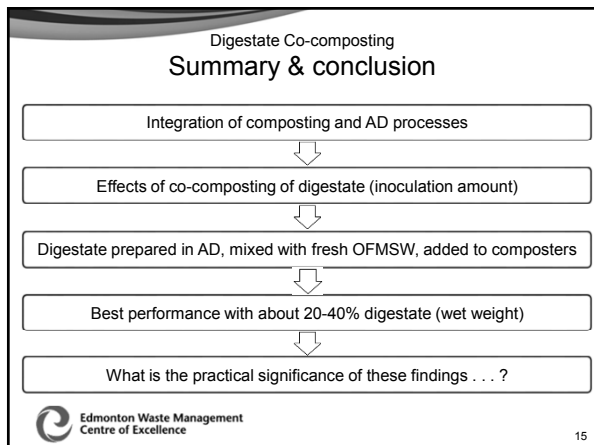 Digestate Co-composting
Summary & conclusion
Integration of composting and AD processes
Effects of co-composting of digestate (inoculation amount)
Digestate prepared in AD, mixed with fresh OFMSW, added to composters
Best performance with about 20-40% digestate (wet weight)
What is the practical significance of these findings . . . ?
Edmonton Waste Management
Centre of Excellence
15